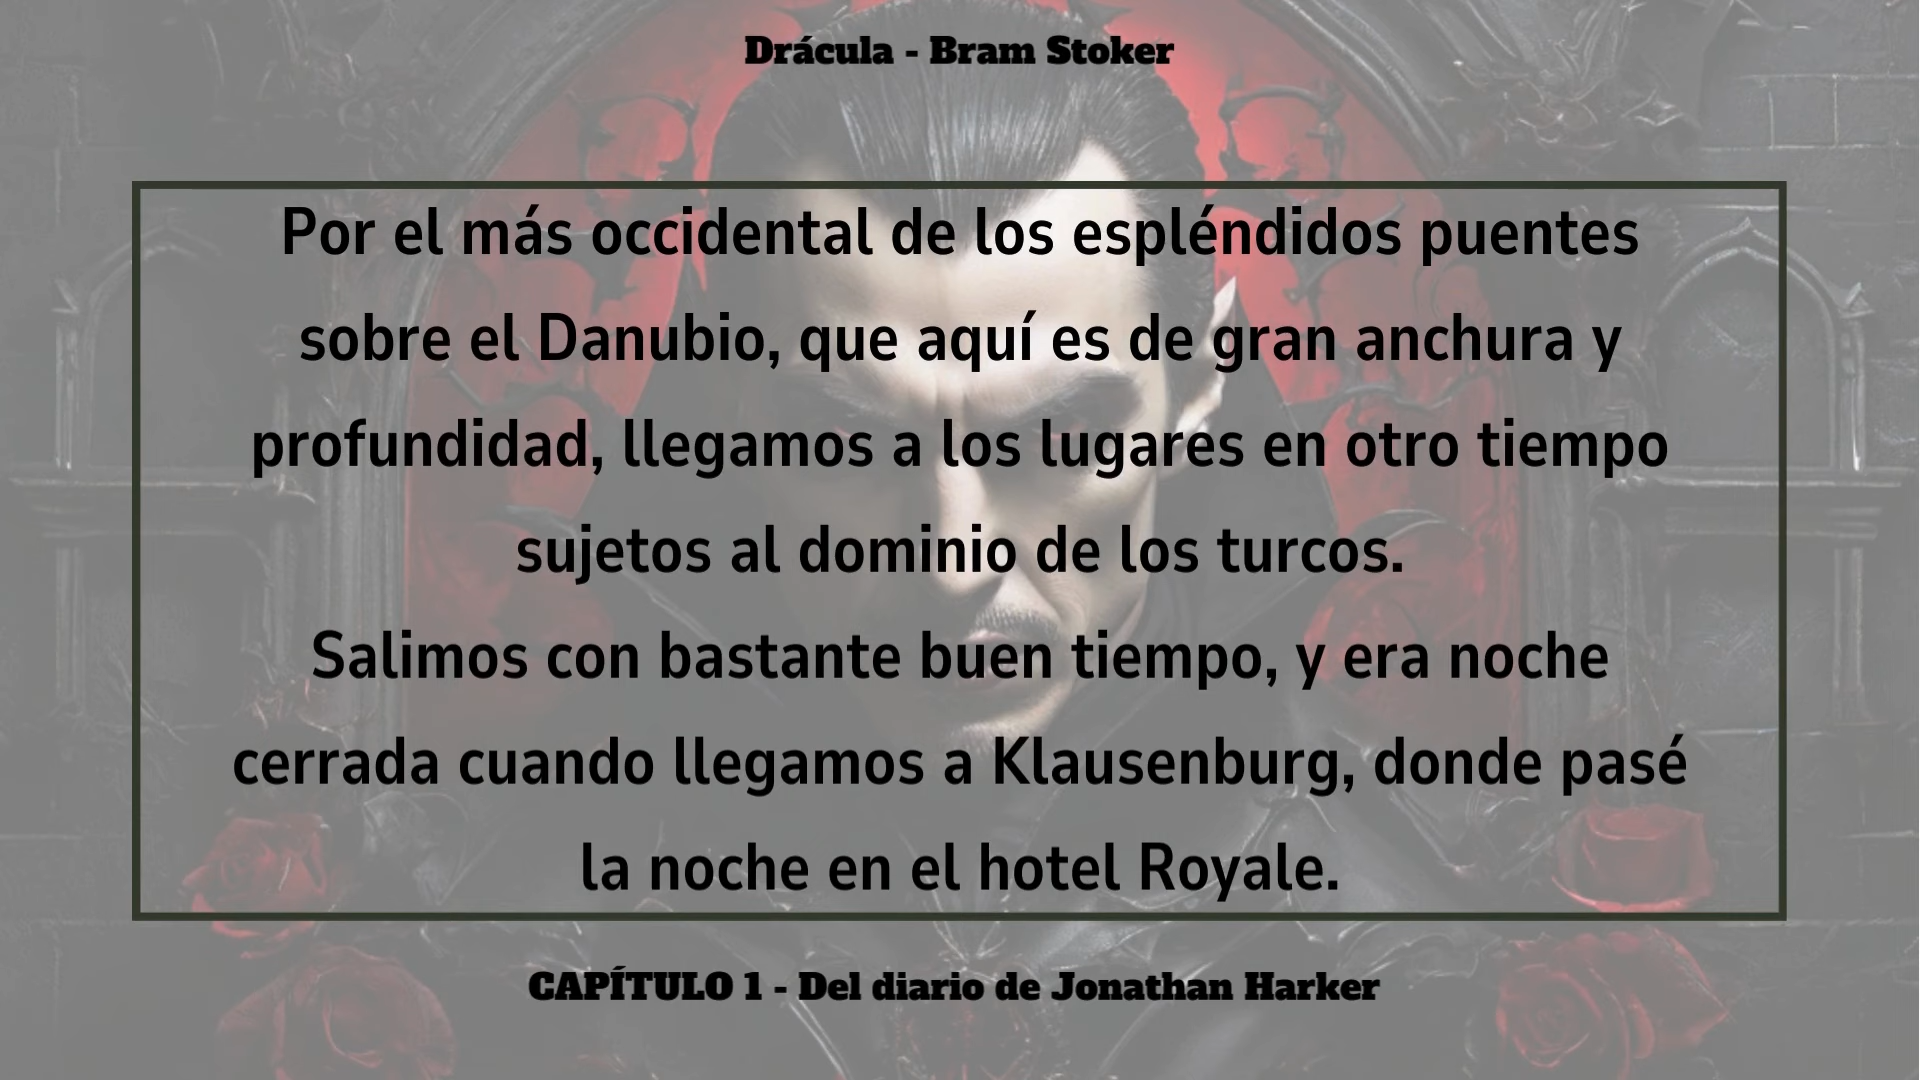 Drácula - Bram Stoker
Por el más occidental de los espléndidos puentes
sobre el Danubio, que aquí es de gran anchura y
profundidad, llegamos a los lugares en otro tiempo
sujetos al dominio de los turcos.
Salimos con bastante buen tiempo, y era noche
cerrada cuando llegamos a Klausenburg, donde pasé
la noche en el hotel Royale.
CAPÍTULO 1 - Del diario de Jonathan Harker